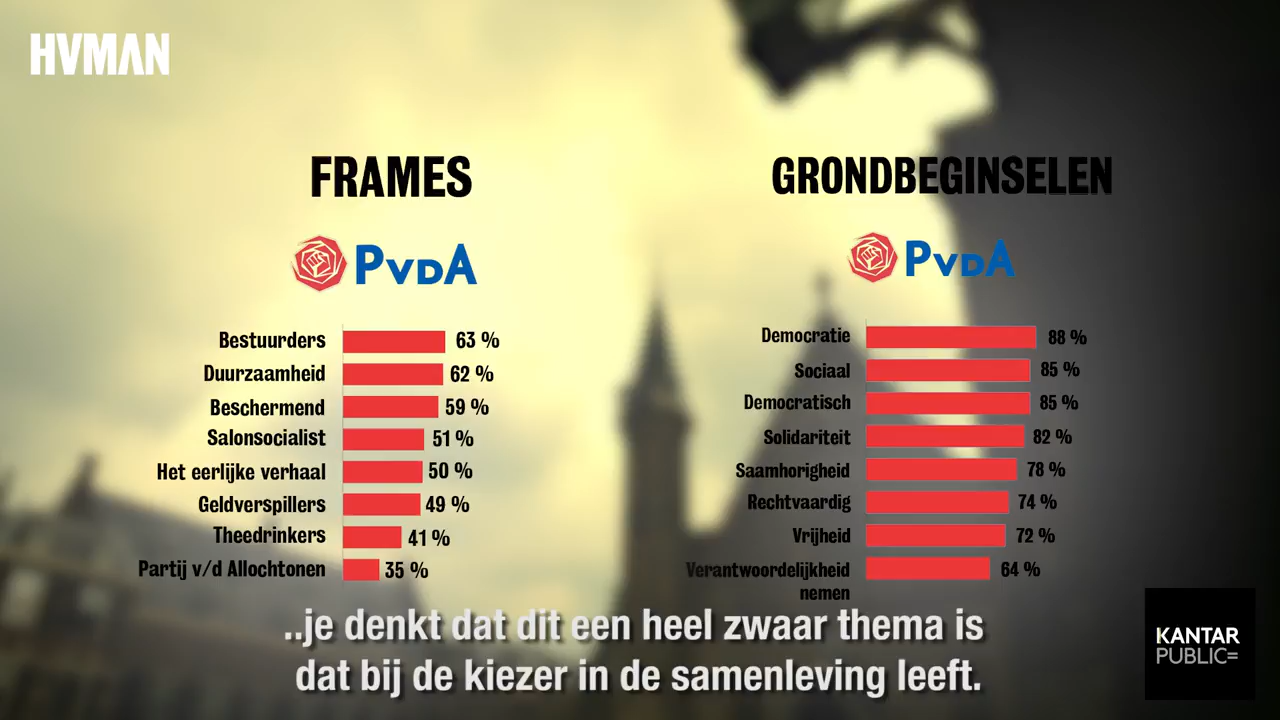 HVMAN
FRAMES
PVDA
Bestuurders 63 %
Duurzaamheid 62 %
Beschermend 59 %
Salonsocialist 51 %
Het eerlijke verhaal 50 %
Geldverspillers 49 %
Theedrinkers 41 %
Partij v/d Allochtonen 35 %
GRONDBEGINSELEN
PVDA
Democratie 88 %
Sociaal 85 %
Democratisch 85 %
Solidariteit 82 %
Saamhorigheid 78 %
Rechtvaardig 74 %
Vrijheid 72 %
Verantwoordelijkheid 64 %
nemen
..je denkt dat dit een heel zwaar thema is
dat bij de kiezer in de samenleving leeft.
KANTAR
PUBLIC=